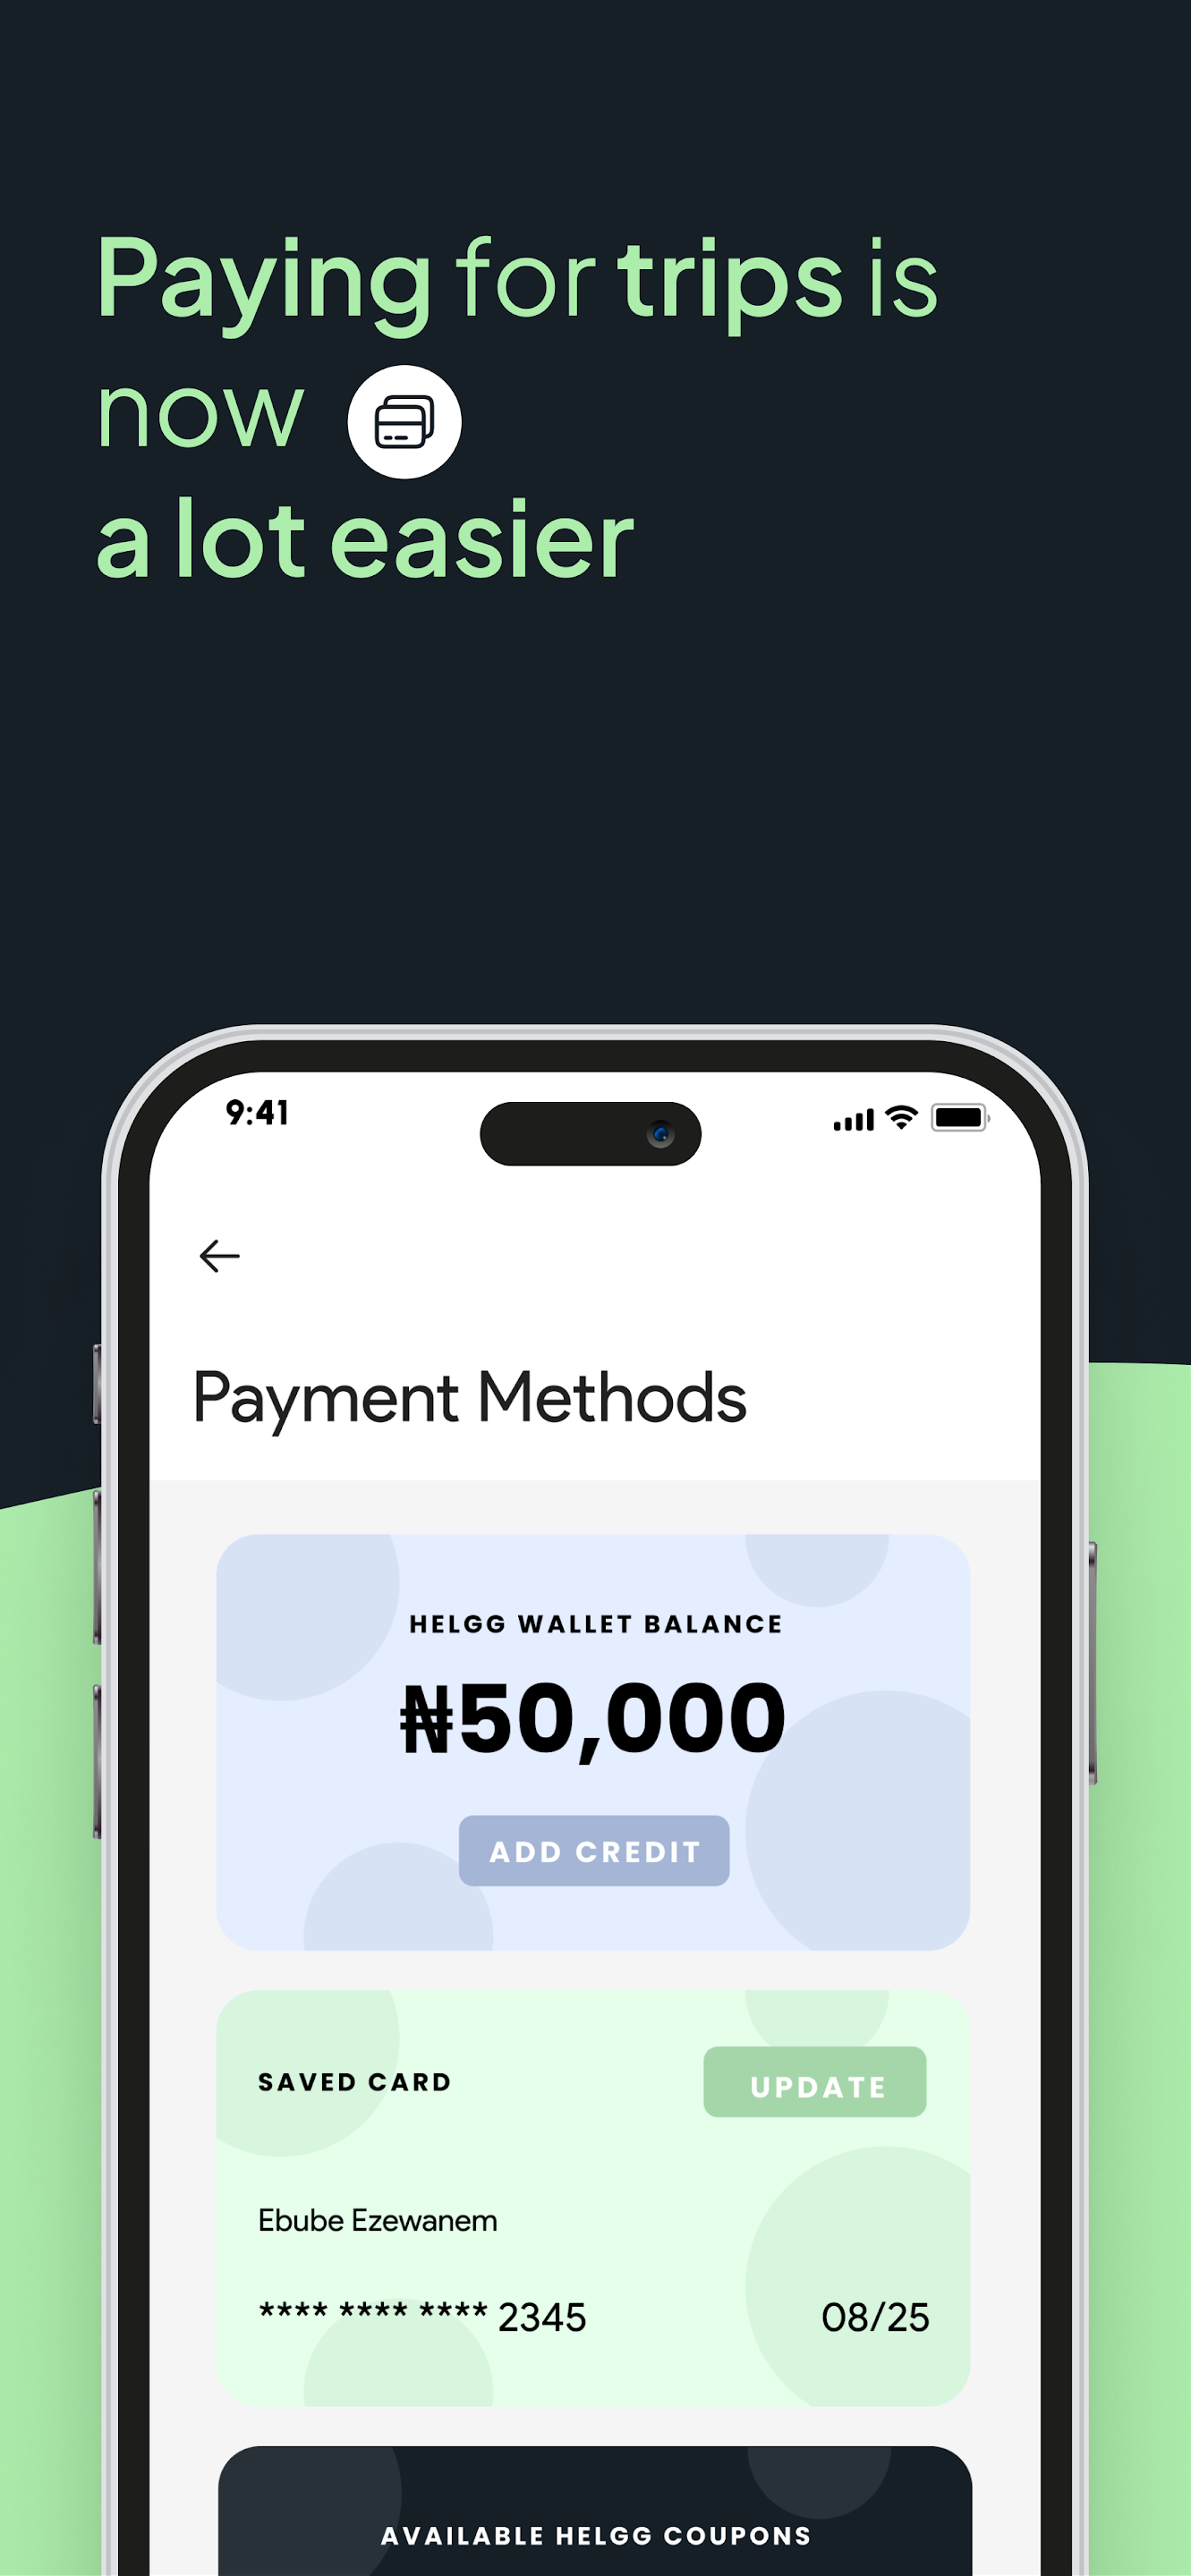 Paying for trips is
now
a lot easier
9:41
Payment Methods
HELGG WALLET BALANCE
₦50,000
ADD CREDIT
SAVED CARD
UPDATE
Ebube Ezewanem
**** **** **** 2345
08/25
AVAILABLE HELGG COUPONS